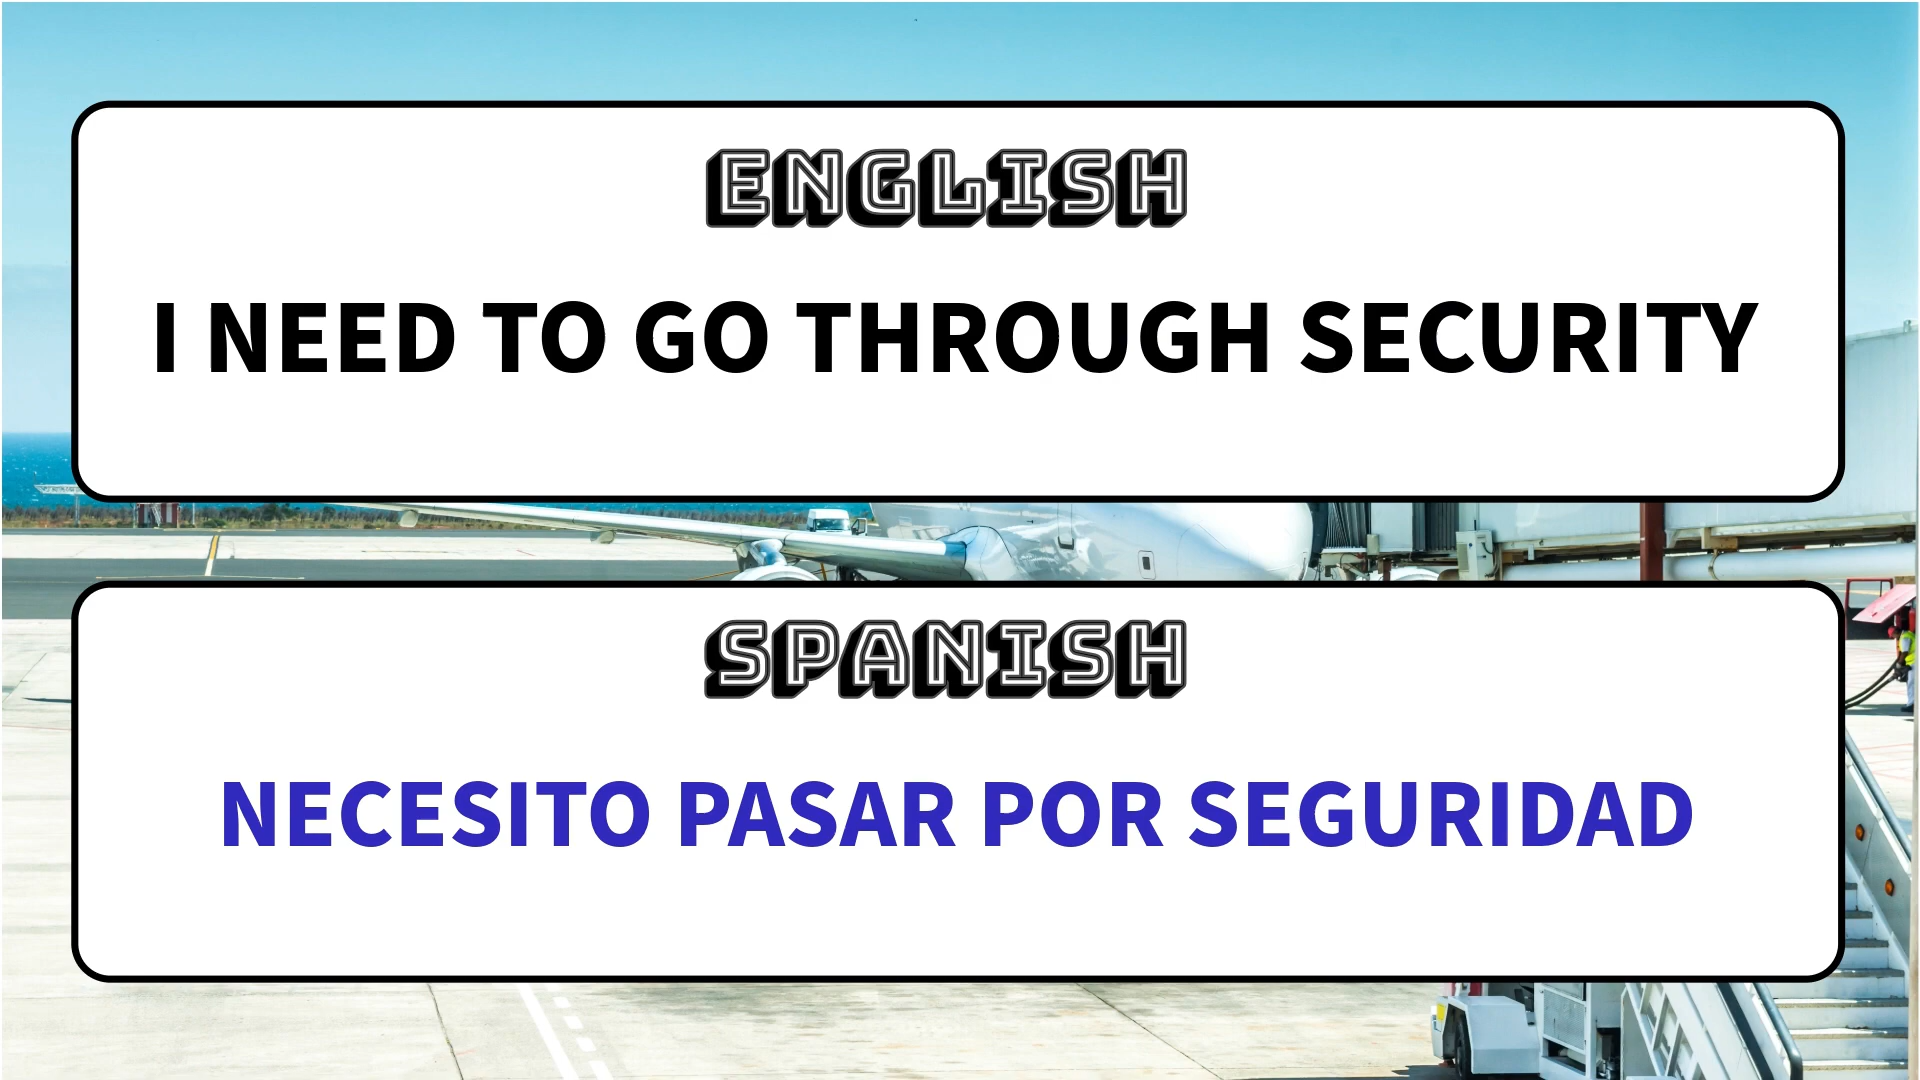 ENGLISH
I NEED TO GO THROUGH SECURITY
SPANISH
NECESITO PASAR POR SEGURIDAD